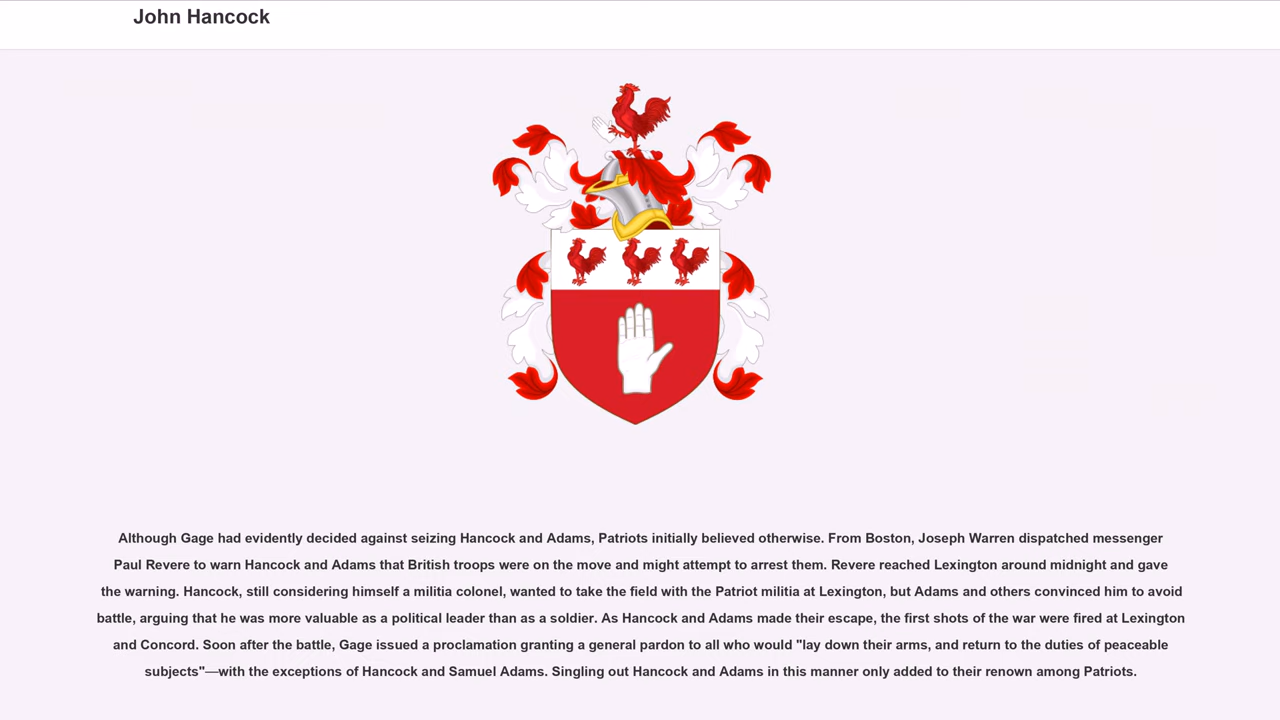 John Hancock
Although Gage had evidently decided against seizing Hancock and Adams, Patriots initially believed otherwise. From Boston, Joseph Warren dispatched messenger
Paul Revere to warn Hancock and Adams that British troops were on the move and might attempt to arrest them. Revere reached Lexington around midnight and gave
the warning. Hancock, still considering himself a militia colonel, wanted to take the field with the Patriot militia at Lexington, but Adams and others convinced him to avoid
battle, arguing that he was more valuable as a political leader than as a soldier. As Hancock and Adams made their escape, the first shots of the war were fired at Lexington
and Concord. Soon after the battle, Gage issued a proclamation granting a general pardon to all who would "lay down their arms, and return to the duties of peaceable
subjects"—with the exceptions of Hancock and Samuel Adams. Singling out Hancock and Adams in this manner only added to their renown among Patriots.